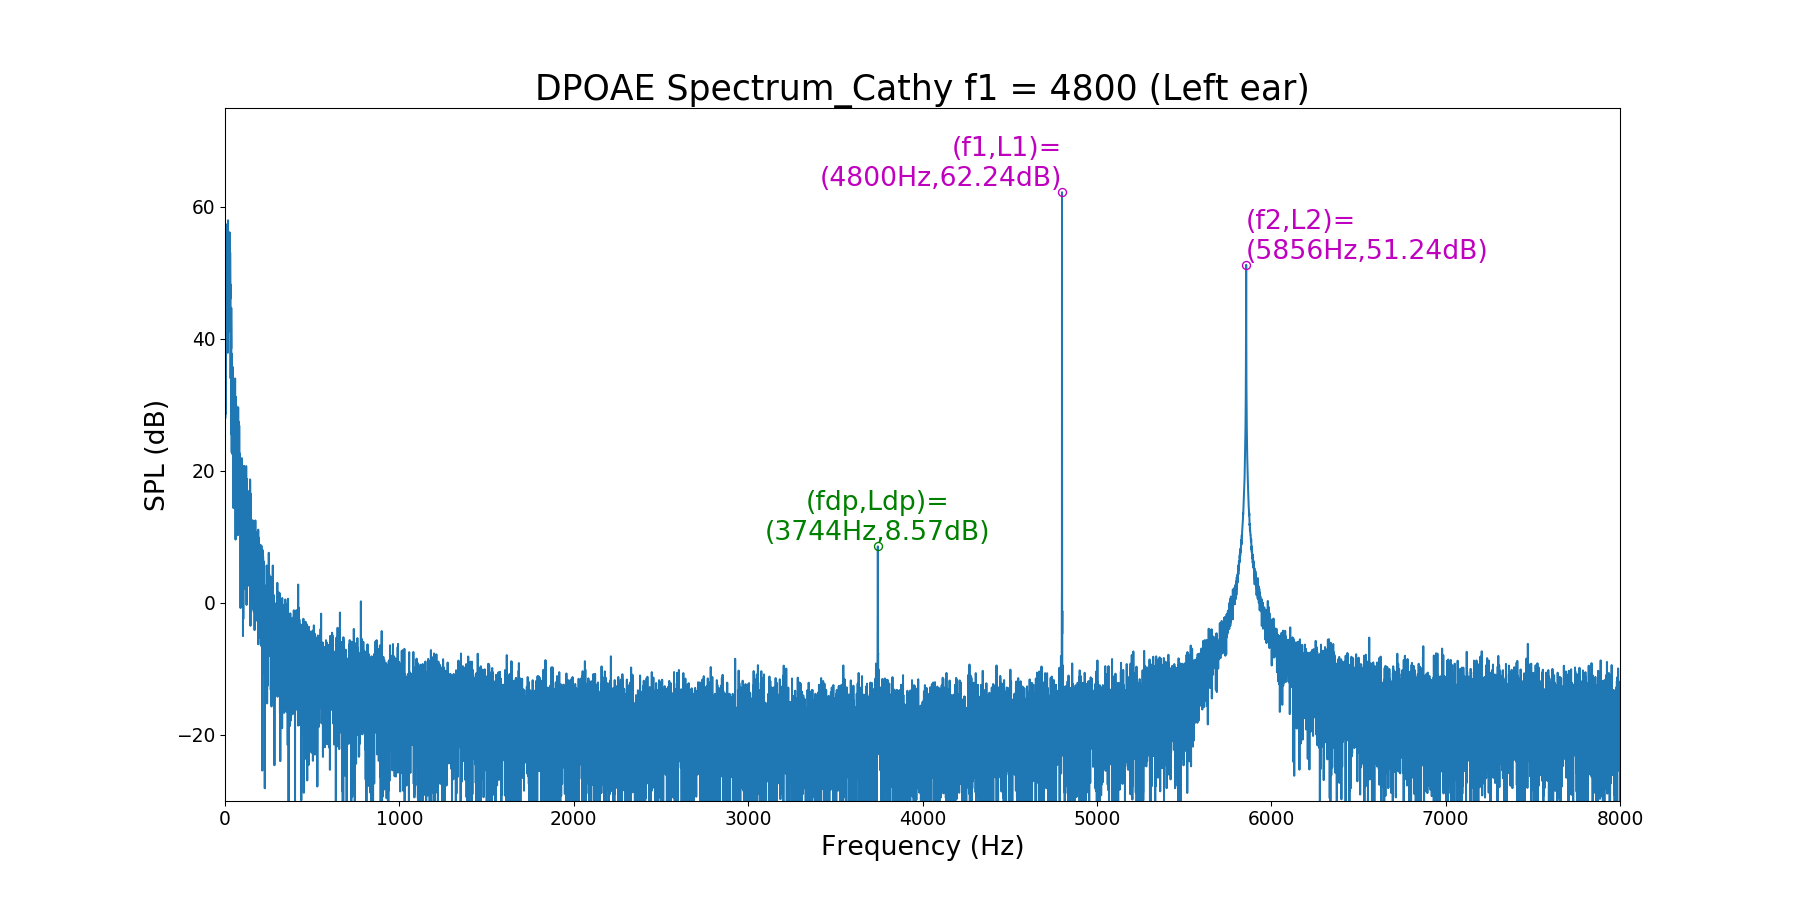 DPOAE Spectrum_Cathy f1 = 4800 (Left ear)
(f1,L1)=
(4800Hz,62.24dB)
(f2,L2)=
(5856Hz,51.24dB)
(fdp,Ldp)=
(3744Hz,8.57dB)
SPL (dB)
60
40
20
0
−20
0 1000 2000 3000 4000 5000 6000 7000 8000
Frequency (Hz)